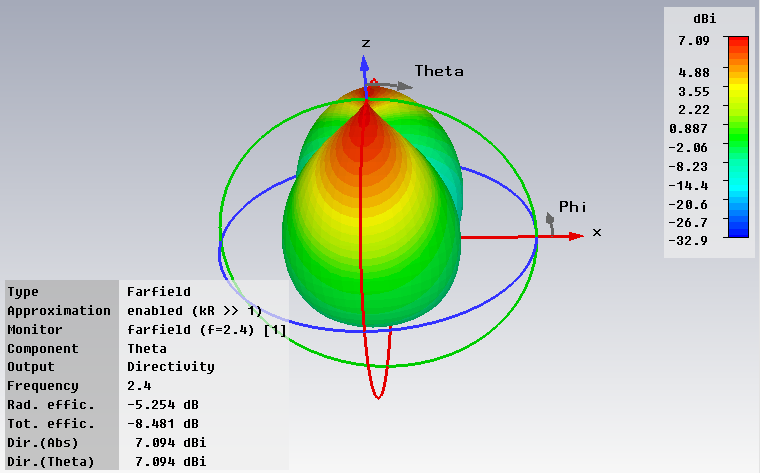 dBi
7.09
4.88
3.55
2.22
0.887
-2.06
-8.23
-14.4
-20.6
-26.7
-32.9
z
Theta
Phi
x
Type Farfield
Approximation enabled (kR >> 1)
Monitor farfield (f=2.4) [1]
Component Theta
Output Directivity
Frequency 2.4
Rad. effic. -5.254 dB
Tot. effic. -8.481 dB
Dir.(Abs) 7.094 dBi
Dir.(Theta) 7.094 dBi